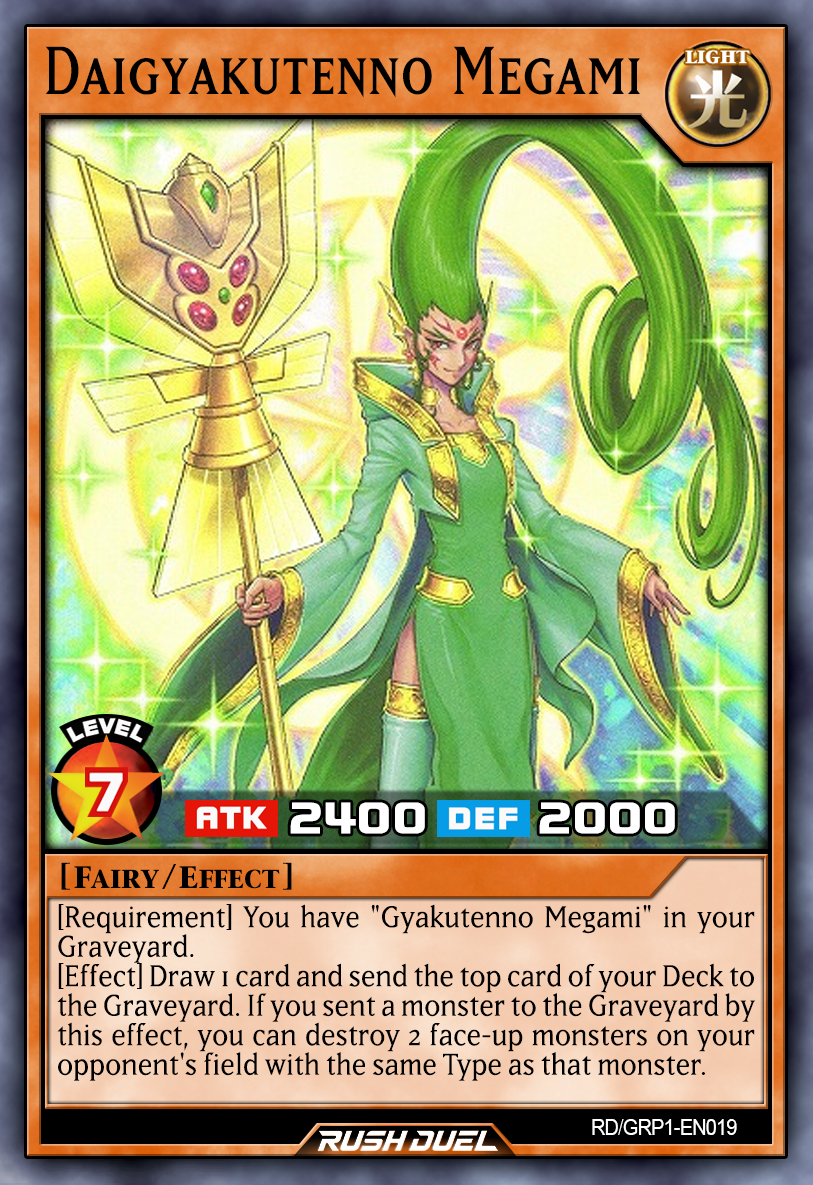 Daigyakutenno Megami
LIGHT
光
LEVEL
7
ATK 2400 DEF 2000
[Fairy/Effect]
[Requirement] You have "Gyakutenno Megami" in your
Graveyard.
[Effect] Draw 1 card and send the top card of your Deck to
the Graveyard. If you sent a monster to the Graveyard by
this effect, you can destroy 2 face-up monsters on your
opponent's field with the same Type as that monster.
RD/GRP1-EN019
RUSH DUEL